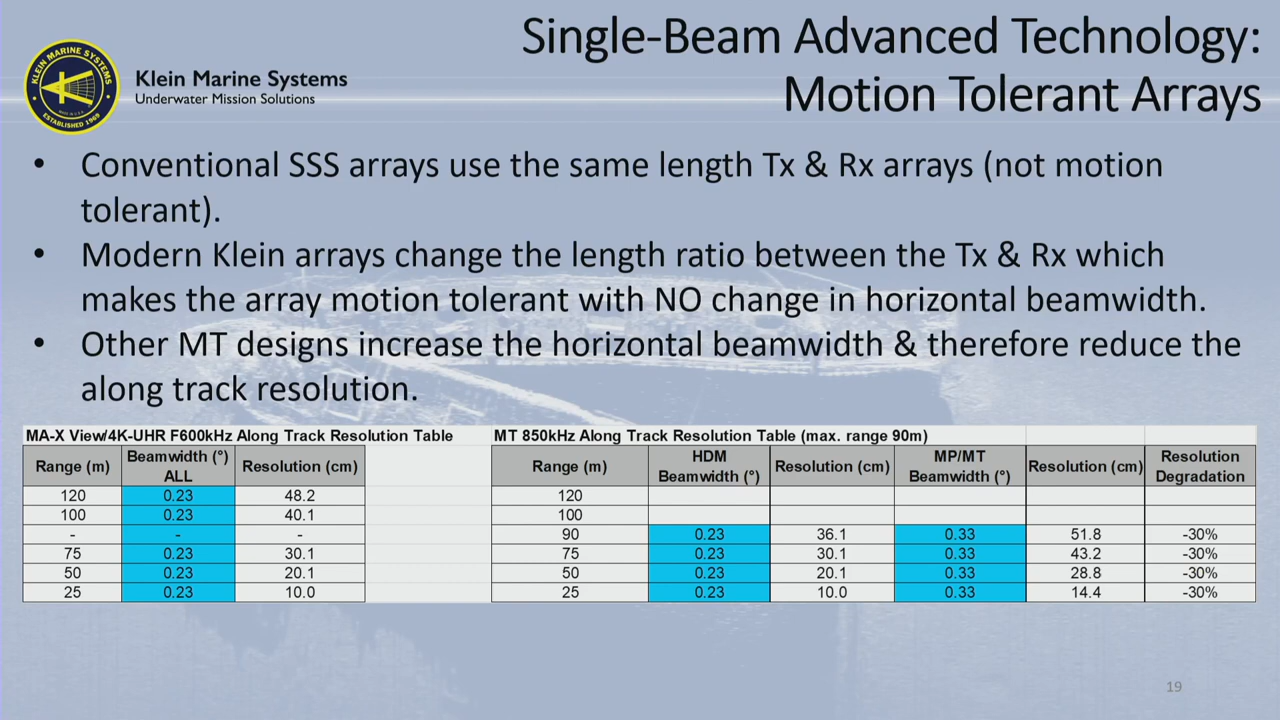 Single-Beam Advanced Technology:
Motion Tolerant Arrays
KLEIN MARINE SYSTEMS
MADE IN U.S.A.
ESTABLISHED 1968
Klein Marine Systems
Underwater Mission Solutions
• Conventional SSS arrays use the same length Tx & Rx arrays (not motion
tolerant).
• Modern Klein arrays change the length ratio between the Tx & Rx which
makes the array motion tolerant with NO change in horizontal beamwidth.
• Other MT designs increase the horizontal beamwidth & therefore reduce the
along track resolution.
MA-X View/4K-UHR F600kHz Along Track Resolution Table
Range (m) Beamwidth (°) ALL Resolution (cm)
120 0.23 48.2
100 0.23 40.1
- - -
75 0.23 30.1
50 0.23 20.1
25 0.23 10.0
MT 850kHz Along Track Resolution Table (max. range 90m)
Range (m) HDM Beamwidth (°) Resolution (cm) MP/MT Beamwidth (°) Resolution (cm) Resolution Degradation
120
100
90 0.23 36.1 0.33 51.8 -30%
75 0.23 30.1 0.33 43.2 -30%
50 0.23 20.1 0.33 28.8 -30%
25 0.23 10.0 0.33 14.4 -30%
19